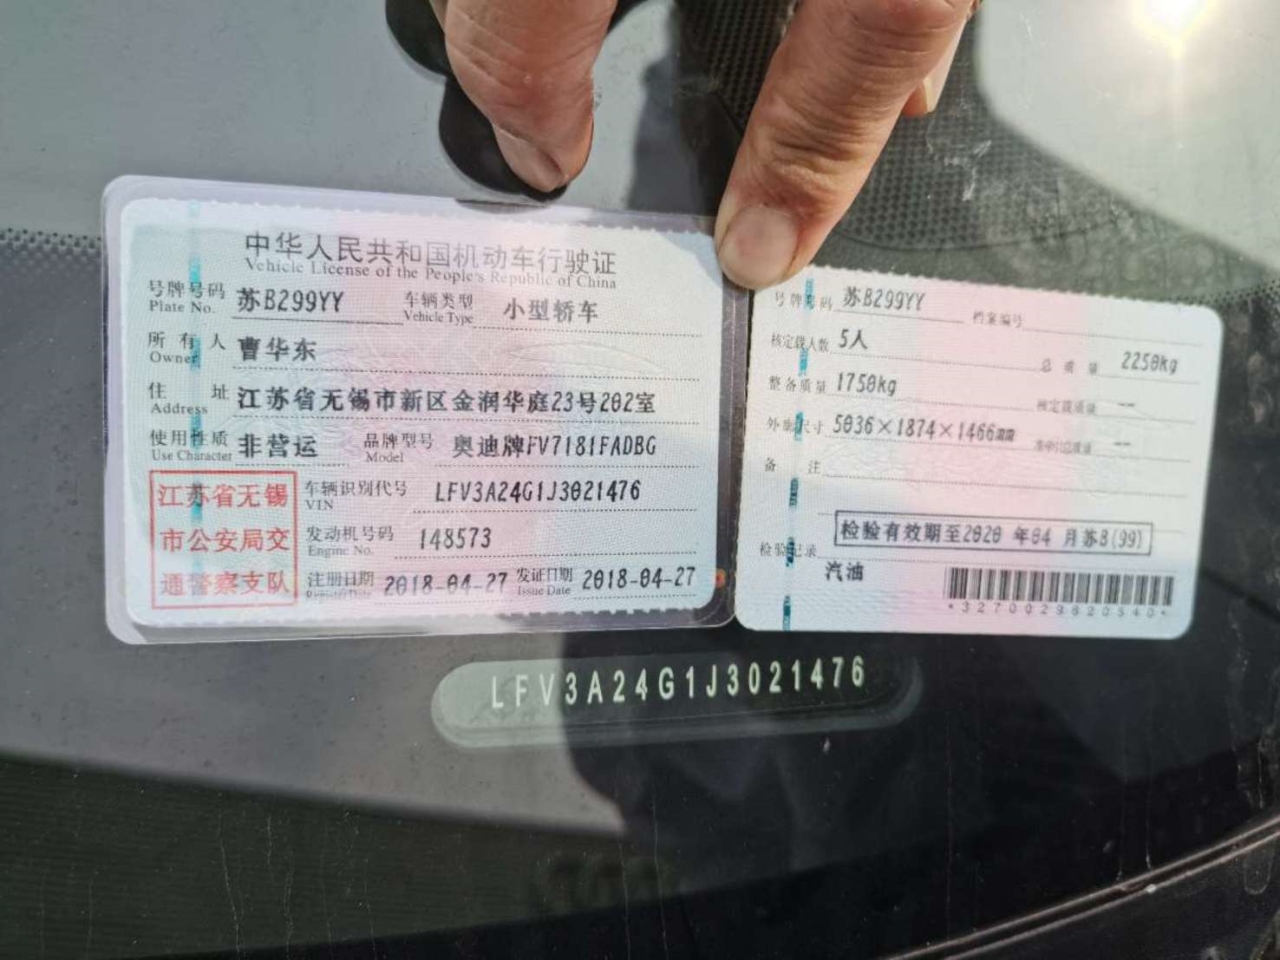 中华人民共和国机动车行驶证
Vehicle License of the People's Republic of China
号牌号码 苏B299YY 车辆类型 小型轿车
Plate No. Vehicle Type
所有人 曹华东
Owner
住址 江苏省无锡市新区金润华庭23号202室
Address
使用性质 非营运 品牌型号 奥迪牌FV7181FADBG
Use Character Model
江苏省无锡
市公安局交
通警察支队
车辆识别代号 LFV3A24G1J3021476
VIN
发动机号码 148573
Engine No.
注册日期 2018-04-27 发证日期 2018-04-27
Register Date Issue Date
号牌号码 苏B299YY 档案编号
核定载人数 5人 总质量 2250kg
整备质量 1750kg 核定载质量 --
外廓尺寸 5036×1874×1466mm 准牵引总质量 --
备注
检验有效期至2020 年04 月苏B(99)
检验记录
汽油
*3270029620540*
LFV3A24G1J3021476